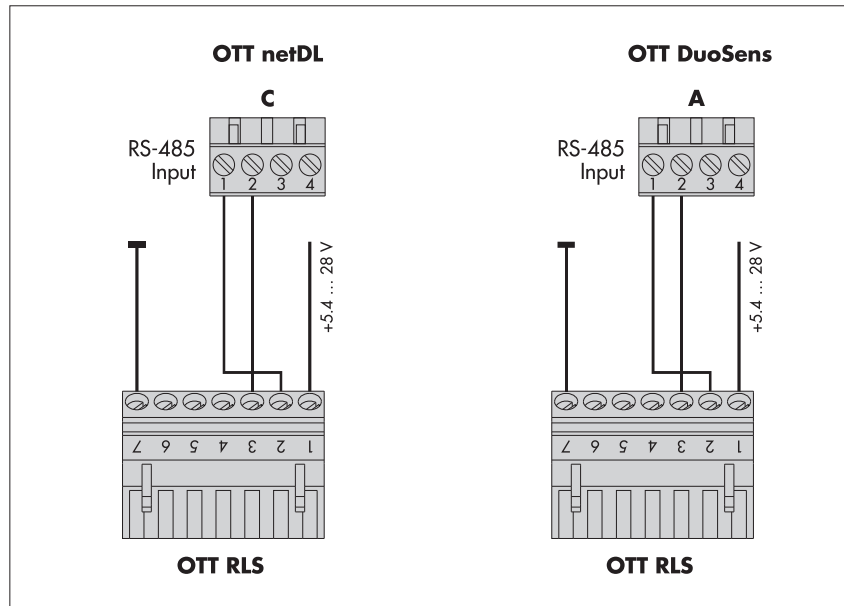 OTT netDL
C
RS-485
Input
1 2 3 4
+5.4 ... 28 V
7 6 5 4 3 2 1
OTT RLS
OTT DuoSens
A
RS-485
Input
1 2 3 4
+5.4 ... 28 V
7 6 5 4 3 2 1
OTT RLS